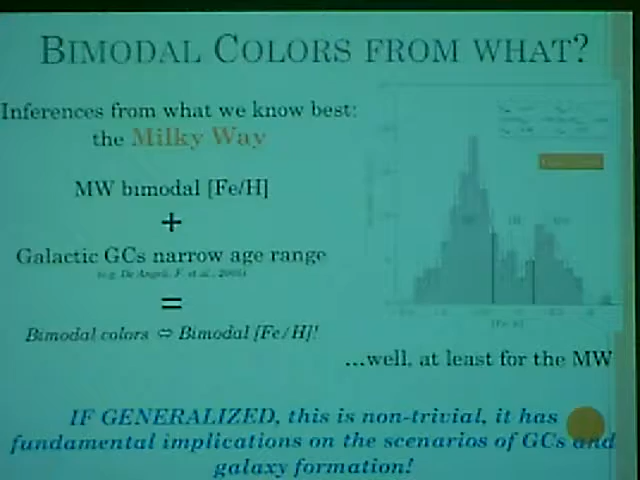 BIMODAL COLORS FROM WHAT?
Inferences from what we know best:
the Milky Way
MW bimodal [Fe/H]
+
Galactic GCs narrow age range
(e.g. De Angeli, F. et al., 2005)
=
Bimodal colors ⇔ Bimodal [Fe/H]!
...well, at least for the MW
IF GENERALIZED, this is non-trivial, it has
fundamental implications on the scenarios of GCs and
galaxy formation!